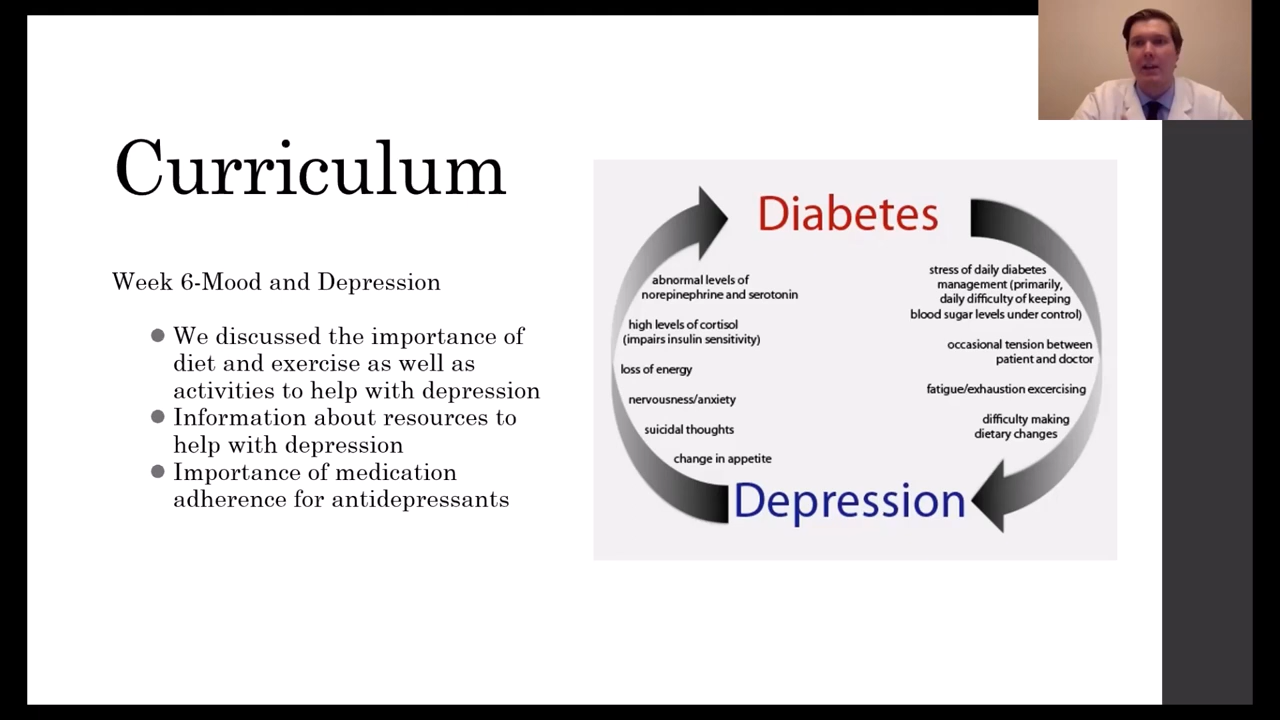 Curriculum
Week 6-Mood and Depression
We discussed the importance of
diet and exercise as well as
activities to help with depression
Information about resources to
help with depression
Importance of medication
adherence for antidepressants
Diabetes
abnormal levels of
norepinephrine and serotonin
high levels of cortisol
(impairs insulin sensitivity)
loss of energy
nervousness/anxiety
suicidal thoughts
change in appetite
stress of daily diabetes
management (primarily,
daily difficulty of keeping
blood sugar levels under control)
occasional tension between
patient and doctor
fatigue/exhaustion excercising
difficulty making
dietary changes
Depression